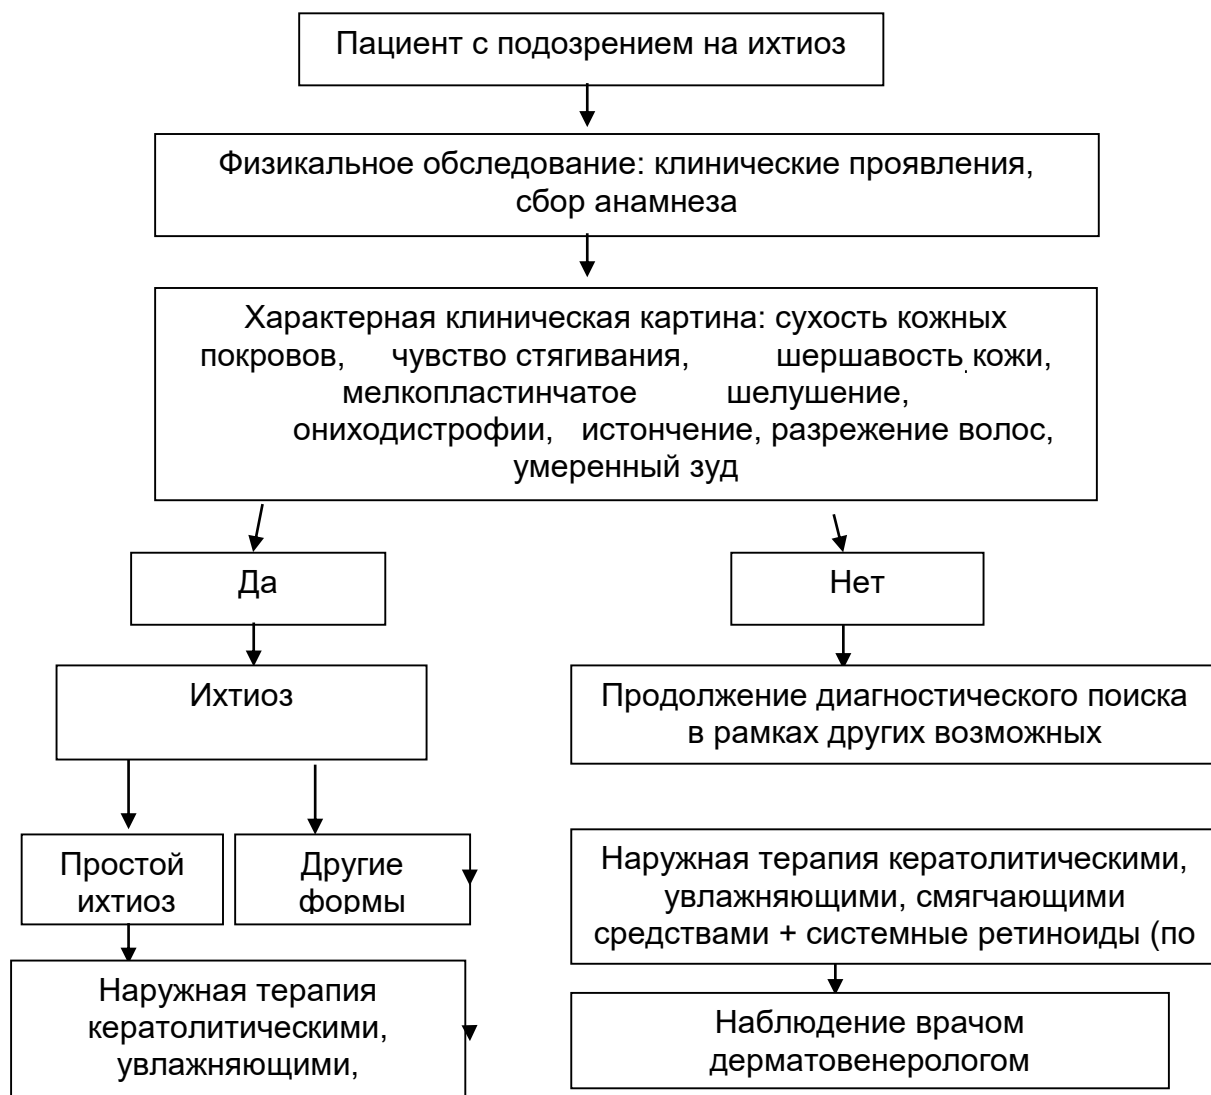 Пациент с подозрением на ихтиоз
Физикальное обследование: клинические проявления,
сбор анамнеза
Характерная клиническая картина: сухость кожных
покровов, чувство стягивания, шершавость кожи,
мелкопластинчатое шелушение,
ониходистрофии, истончение, разрежение волос,
умеренный зуд
Да
Нет
Ихтиоз
Продолжение диагностического поиска
в рамках других возможных
Простой
ихтиоз
Другие
формы
Наружная терапия кератолитическими,
увлажняющими, смягчающими
средствами + системные ретиноиды (по
Наружная терапия
кератолитическими,
увлажняющими,
Наблюдение врачом
дерматовенерологом